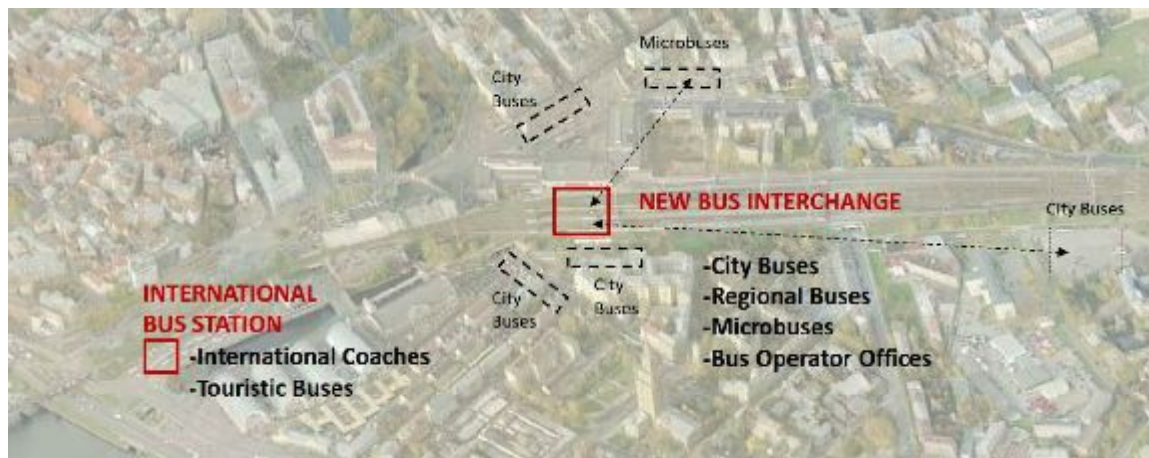 Microbuses
City
Buses
NEW BUS INTERCHANGE
City Buses
-City Buses
-Regional Buses
-Microbuses
-Bus Operator Offices
City
Buses
City
Buses
INTERNATIONAL
BUS STATION
-International Coaches
-Touristic Buses